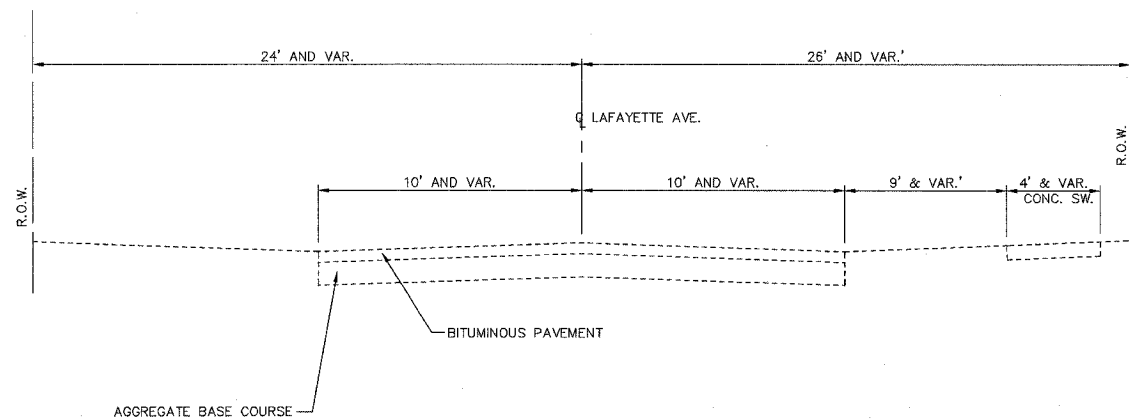 24' AND VAR.
26' AND VAR.'
℄ LAFAYETTE AVE.
R.O.W.
R.O.W.
10' AND VAR.
10' AND VAR.
9' & VAR.'
4' & VAR.
CONC. SW.
BITUMINOUS PAVEMENT
AGGREGATE BASE COURSE